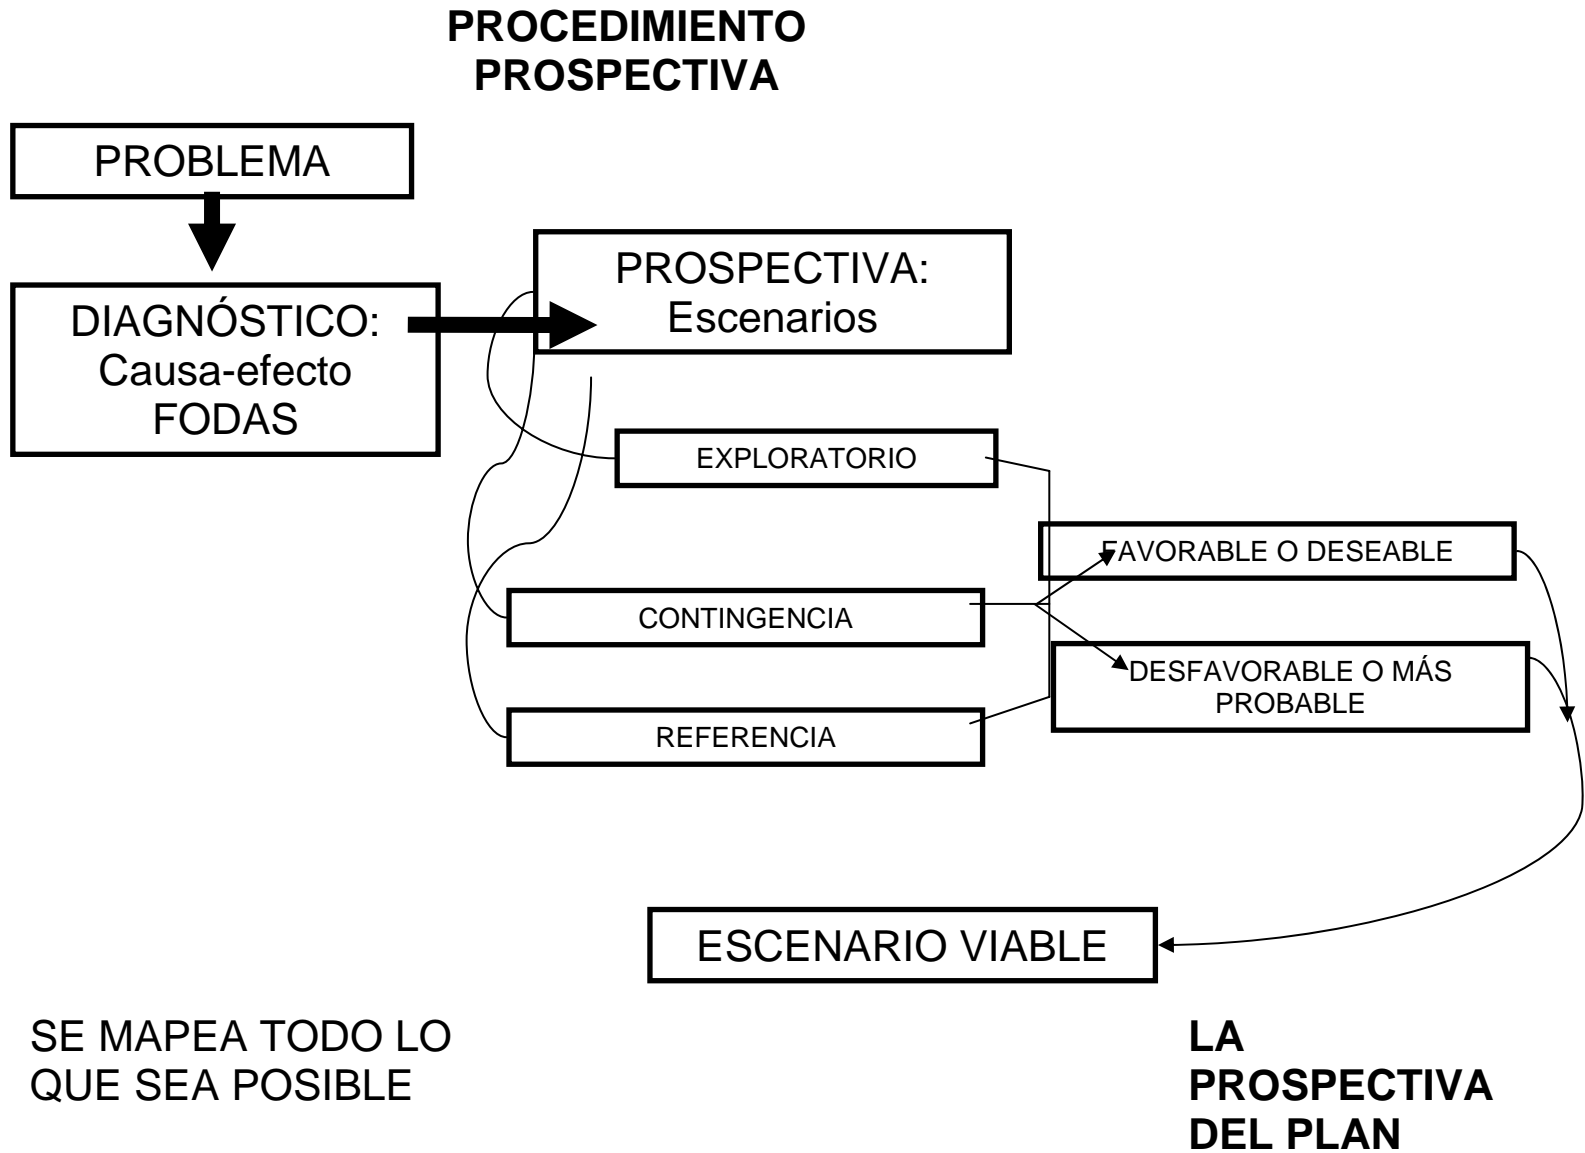 PROCEDIMIENTO
PROSPECTIVA
PROBLEMA
DIAGNÓSTICO:
Causa-efecto
FODAS
PROSPECTIVA:
Escenarios
EXPLORATORIO
FAVORABLE O DESEABLE
CONTINGENCIA
DESFAVORABLE O MÁS
PROBABLE
REFERENCIA
ESCENARIO VIABLE
SE MAPEA TODO LO
QUE SEA POSIBLE
LA
PROSPECTIVA
DEL PLAN